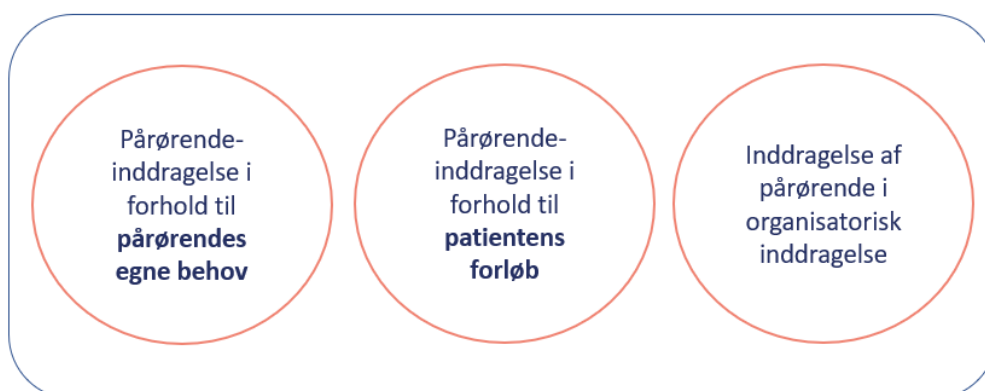 Pårørende-
inddragelse i
forhold til
pårørendes
egne behov
Pårørende-
inddragelse i
forhold til
patientens
forløb
Inddragelse af
pårørende i
organisatorisk
inddragelse